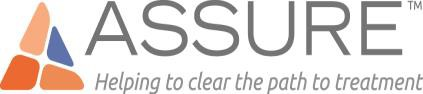 ASSURE™
Helping to clear the path to treatment